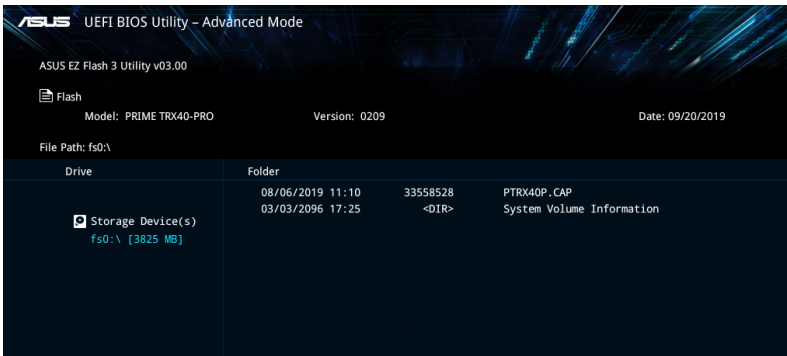 ASUS UEFI BIOS Utility – Advanced Mode
ASUS EZ Flash 3 Utility v03.00
Flash
Model: PRIME TRX40-PRO Version: 0209 Date: 09/20/2019
File Path: fs0:\
Drive Folder
08/06/2019 11:10 33558528 PTRX40P.CAP
03/03/2096 17:25 <DIR> System Volume Information
Storage Device(s)
fs0:\ [3825 MB]